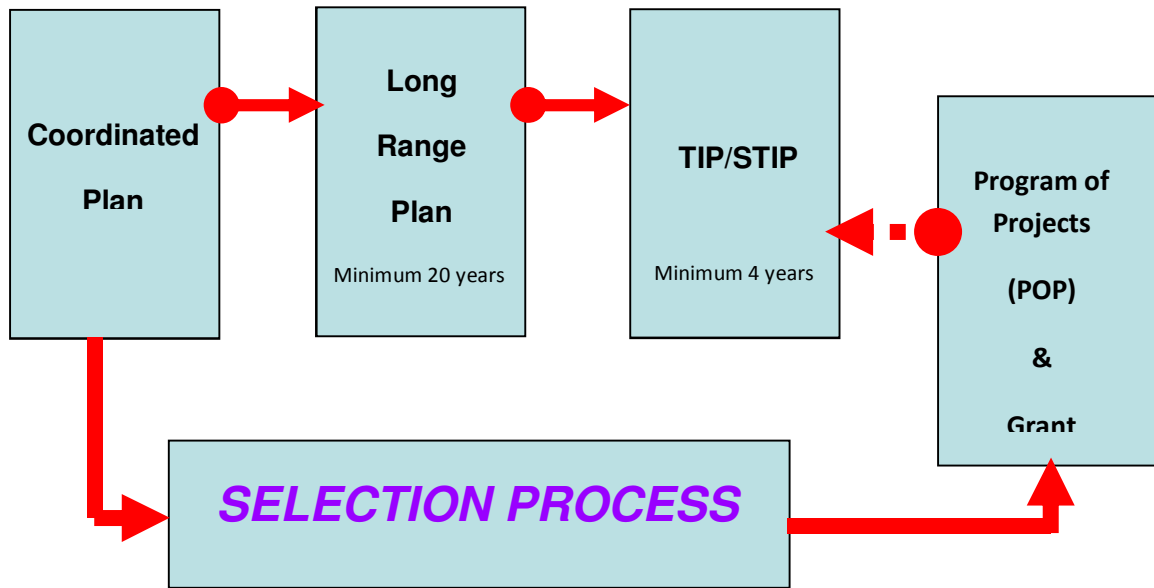 Coordinated
Plan
Long
Range
Plan
Minimum 20 years
TIP/STIP
Minimum 4 years
Program of
Projects
(POP)
&
Grant
SELECTION PROCESS